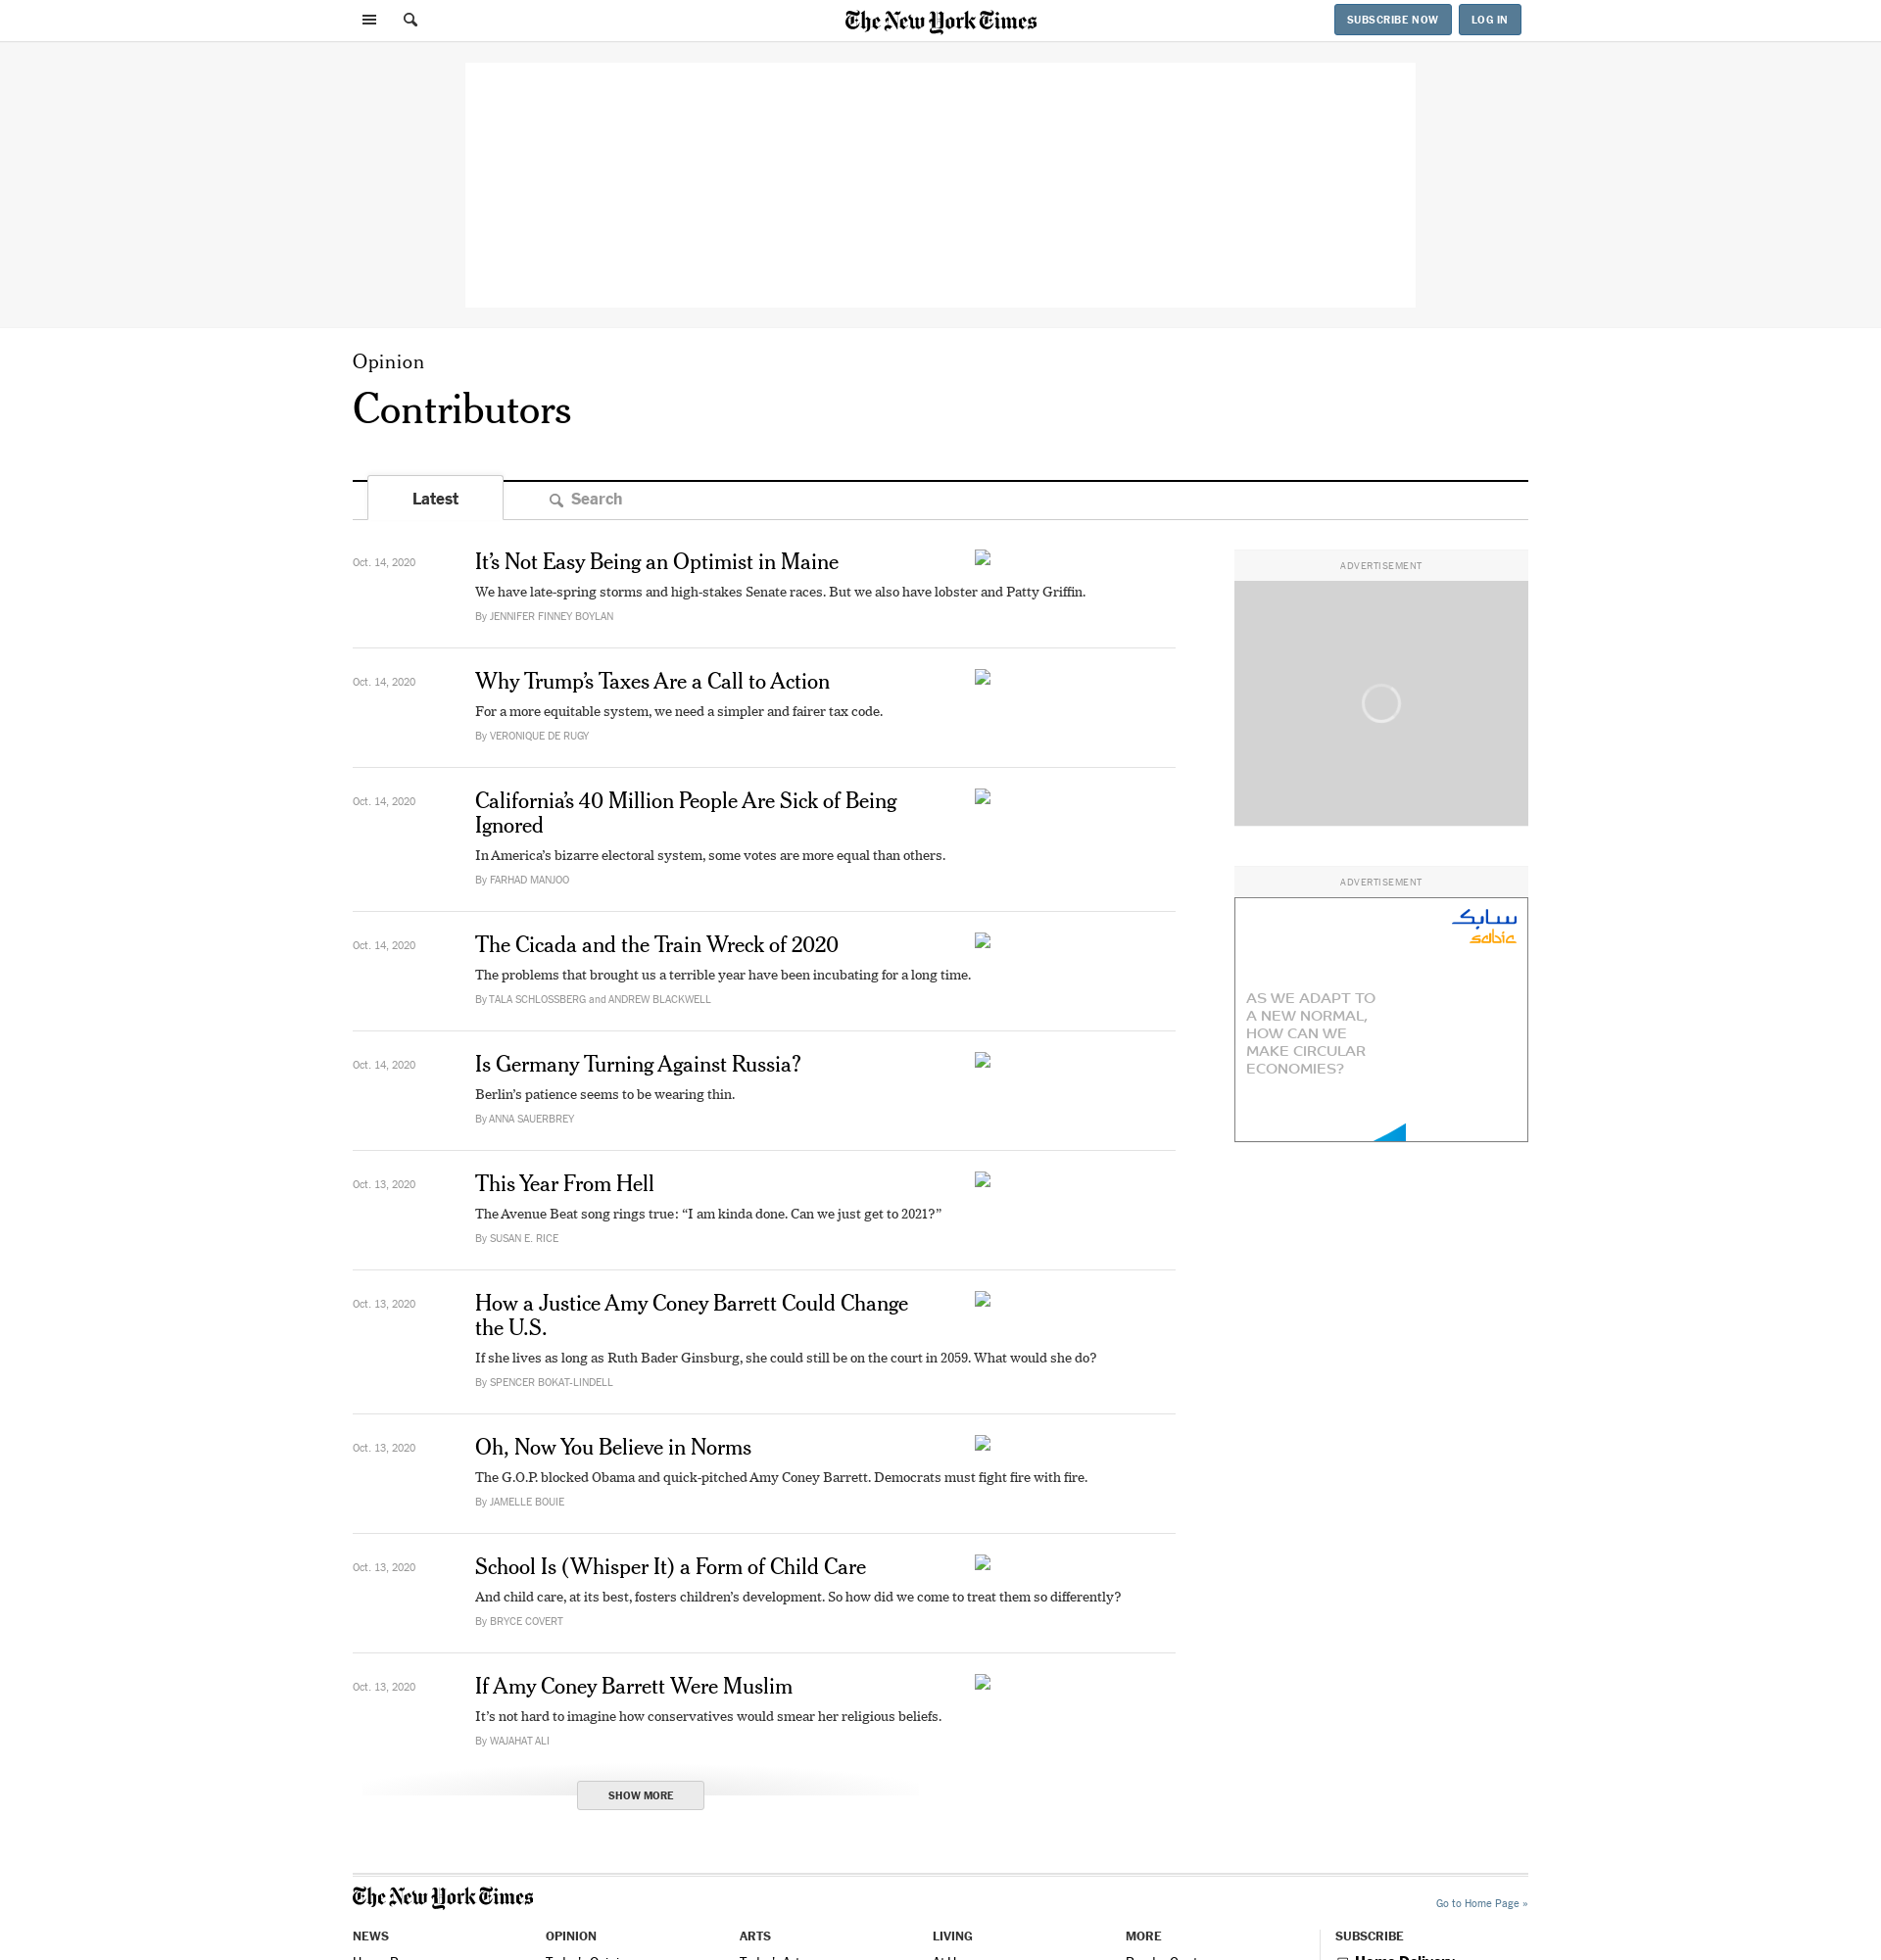 The New York Times
SUBSCRIBE NOW
LOG IN
Opinion
Contributors
Latest
Search
Oct. 14, 2020
It’s Not Easy Being an Optimist in Maine
We have late-spring storms and high-stakes Senate races. But we also have lobster and Patty Griffin.
By JENNIFER FINNEY BOYLAN
Oct. 14, 2020
Why Trump’s Taxes Are a Call to Action
For a more equitable system, we need a simpler and fairer tax code.
By VERONIQUE DE RUGY
Oct. 14, 2020
California’s 40 Million People Are Sick of Being
Ignored
In America’s bizarre electoral system, some votes are more equal than others.
By FARHAD MANJOO
Oct. 14, 2020
The Cicada and the Train Wreck of 2020
The problems that brought us a terrible year have been incubating for a long time.
By TALA SCHLOSSBERG and ANDREW BLACKWELL
Oct. 14, 2020
Is Germany Turning Against Russia?
Berlin’s patience seems to be wearing thin.
By ANNA SAUERBREY
Oct. 13, 2020
This Year From Hell
The Avenue Beat song rings true: “I am kinda done. Can we just get to 2021?”
By SUSAN E. RICE
Oct. 13, 2020
How a Justice Amy Coney Barrett Could Change
the U.S.
If she lives as long as Ruth Bader Ginsburg, she could still be on the court in 2059. What would she do?
By SPENCER BOKAT-LINDELL
Oct. 13, 2020
Oh, Now You Believe in Norms
The G.O.P. blocked Obama and quick-pitched Amy Coney Barrett. Democrats must fight fire with fire.
By JAMELLE BOUIE
Oct. 13, 2020
School Is (Whisper It) a Form of Child Care
And child care, at its best, fosters children’s development. So how did we come to treat them so differently?
By BRYCE COVERT
Oct. 13, 2020
If Amy Coney Barrett Were Muslim
It’s not hard to imagine how conservatives would smear her religious beliefs.
By WAJAHAT ALI
SHOW MORE
ADVERTISEMENT
ADVERTISEMENT
سابك
sabic
AS WE ADAPT TO
A NEW NORMAL,
HOW CAN WE
MAKE CIRCULAR
ECONOMIES?
The New York Times
Go to Home Page »
NEWS
OPINION
ARTS
LIVING
MORE
SUBSCRIBE
Home Delivery